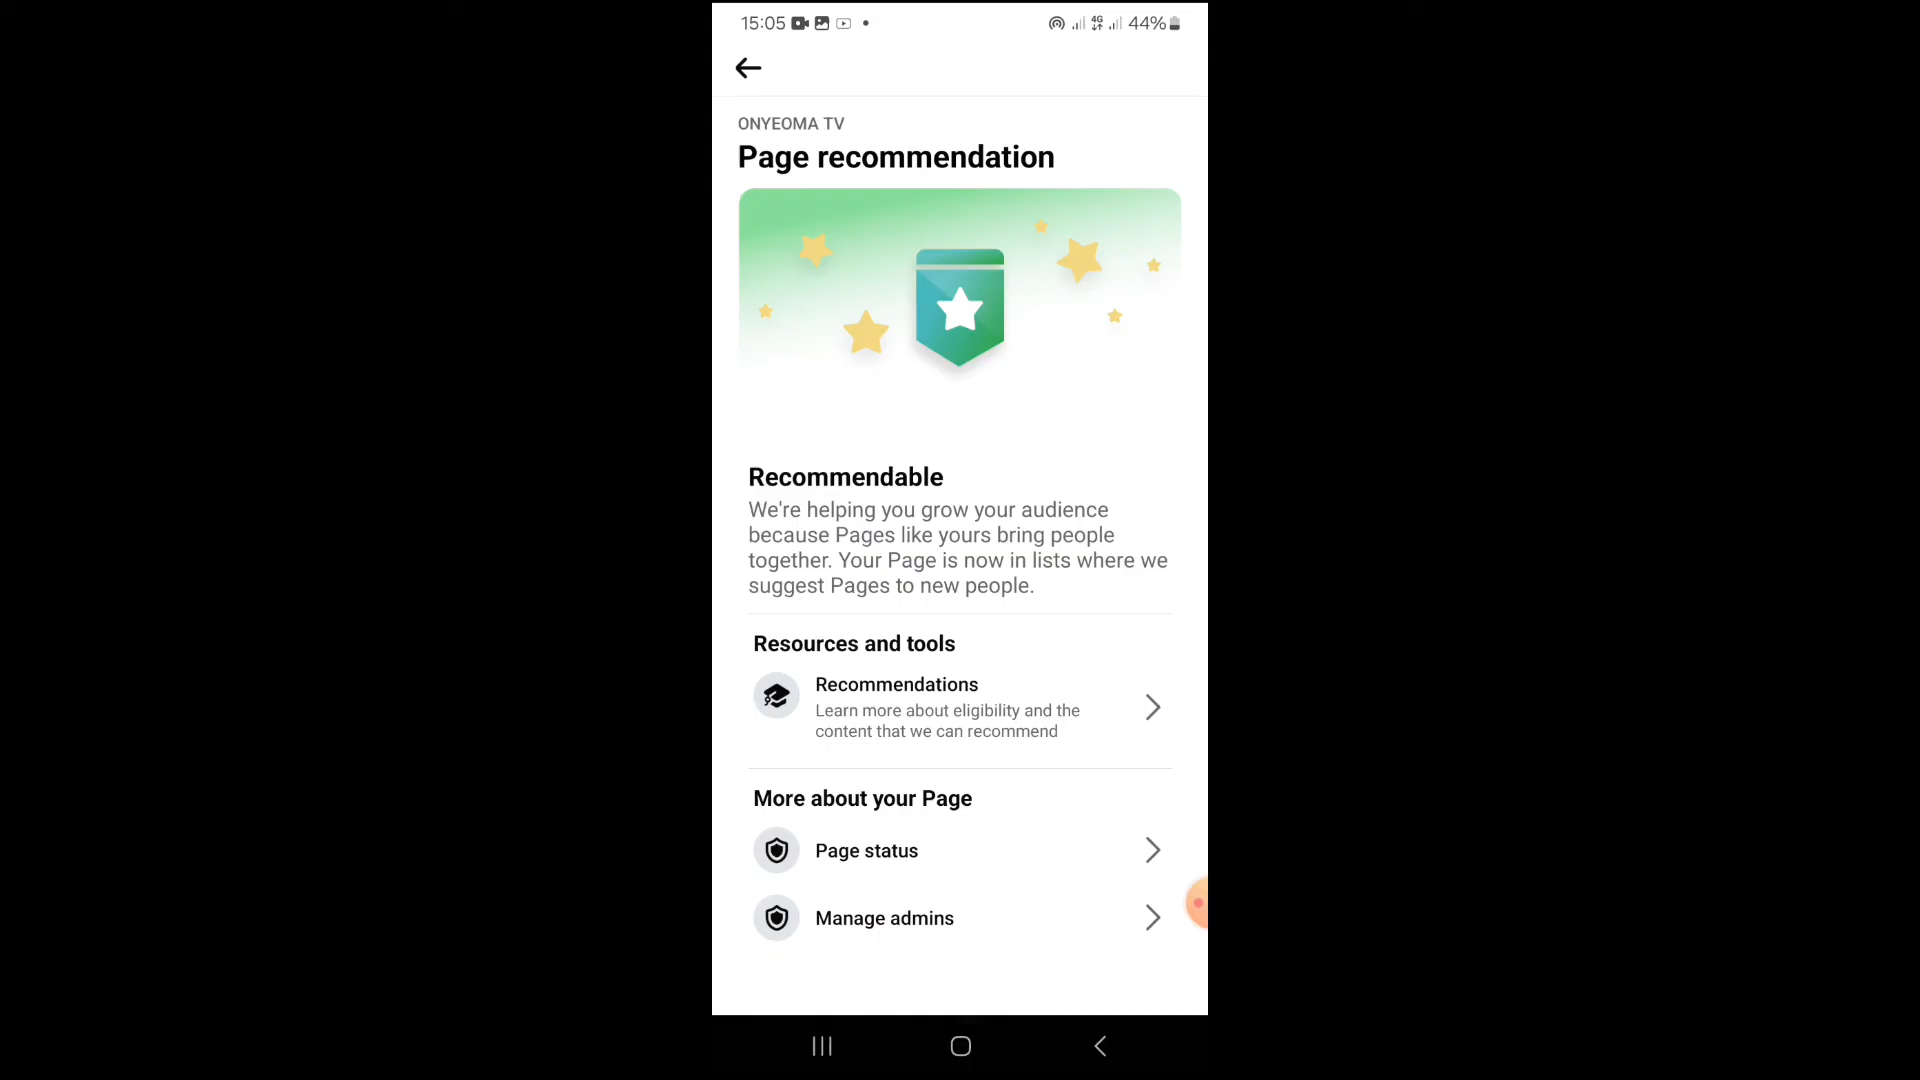 15:05
4G 44%
ONYEOMA TV
Page recommendation
Recommendable
We're helping you grow your audience
because Pages like yours bring people
together. Your Page is now in lists where we
suggest Pages to new people.
Resources and tools
Recommendations
Learn more about eligibility and the
content that we can recommend
More about your Page
Page status
Manage admins